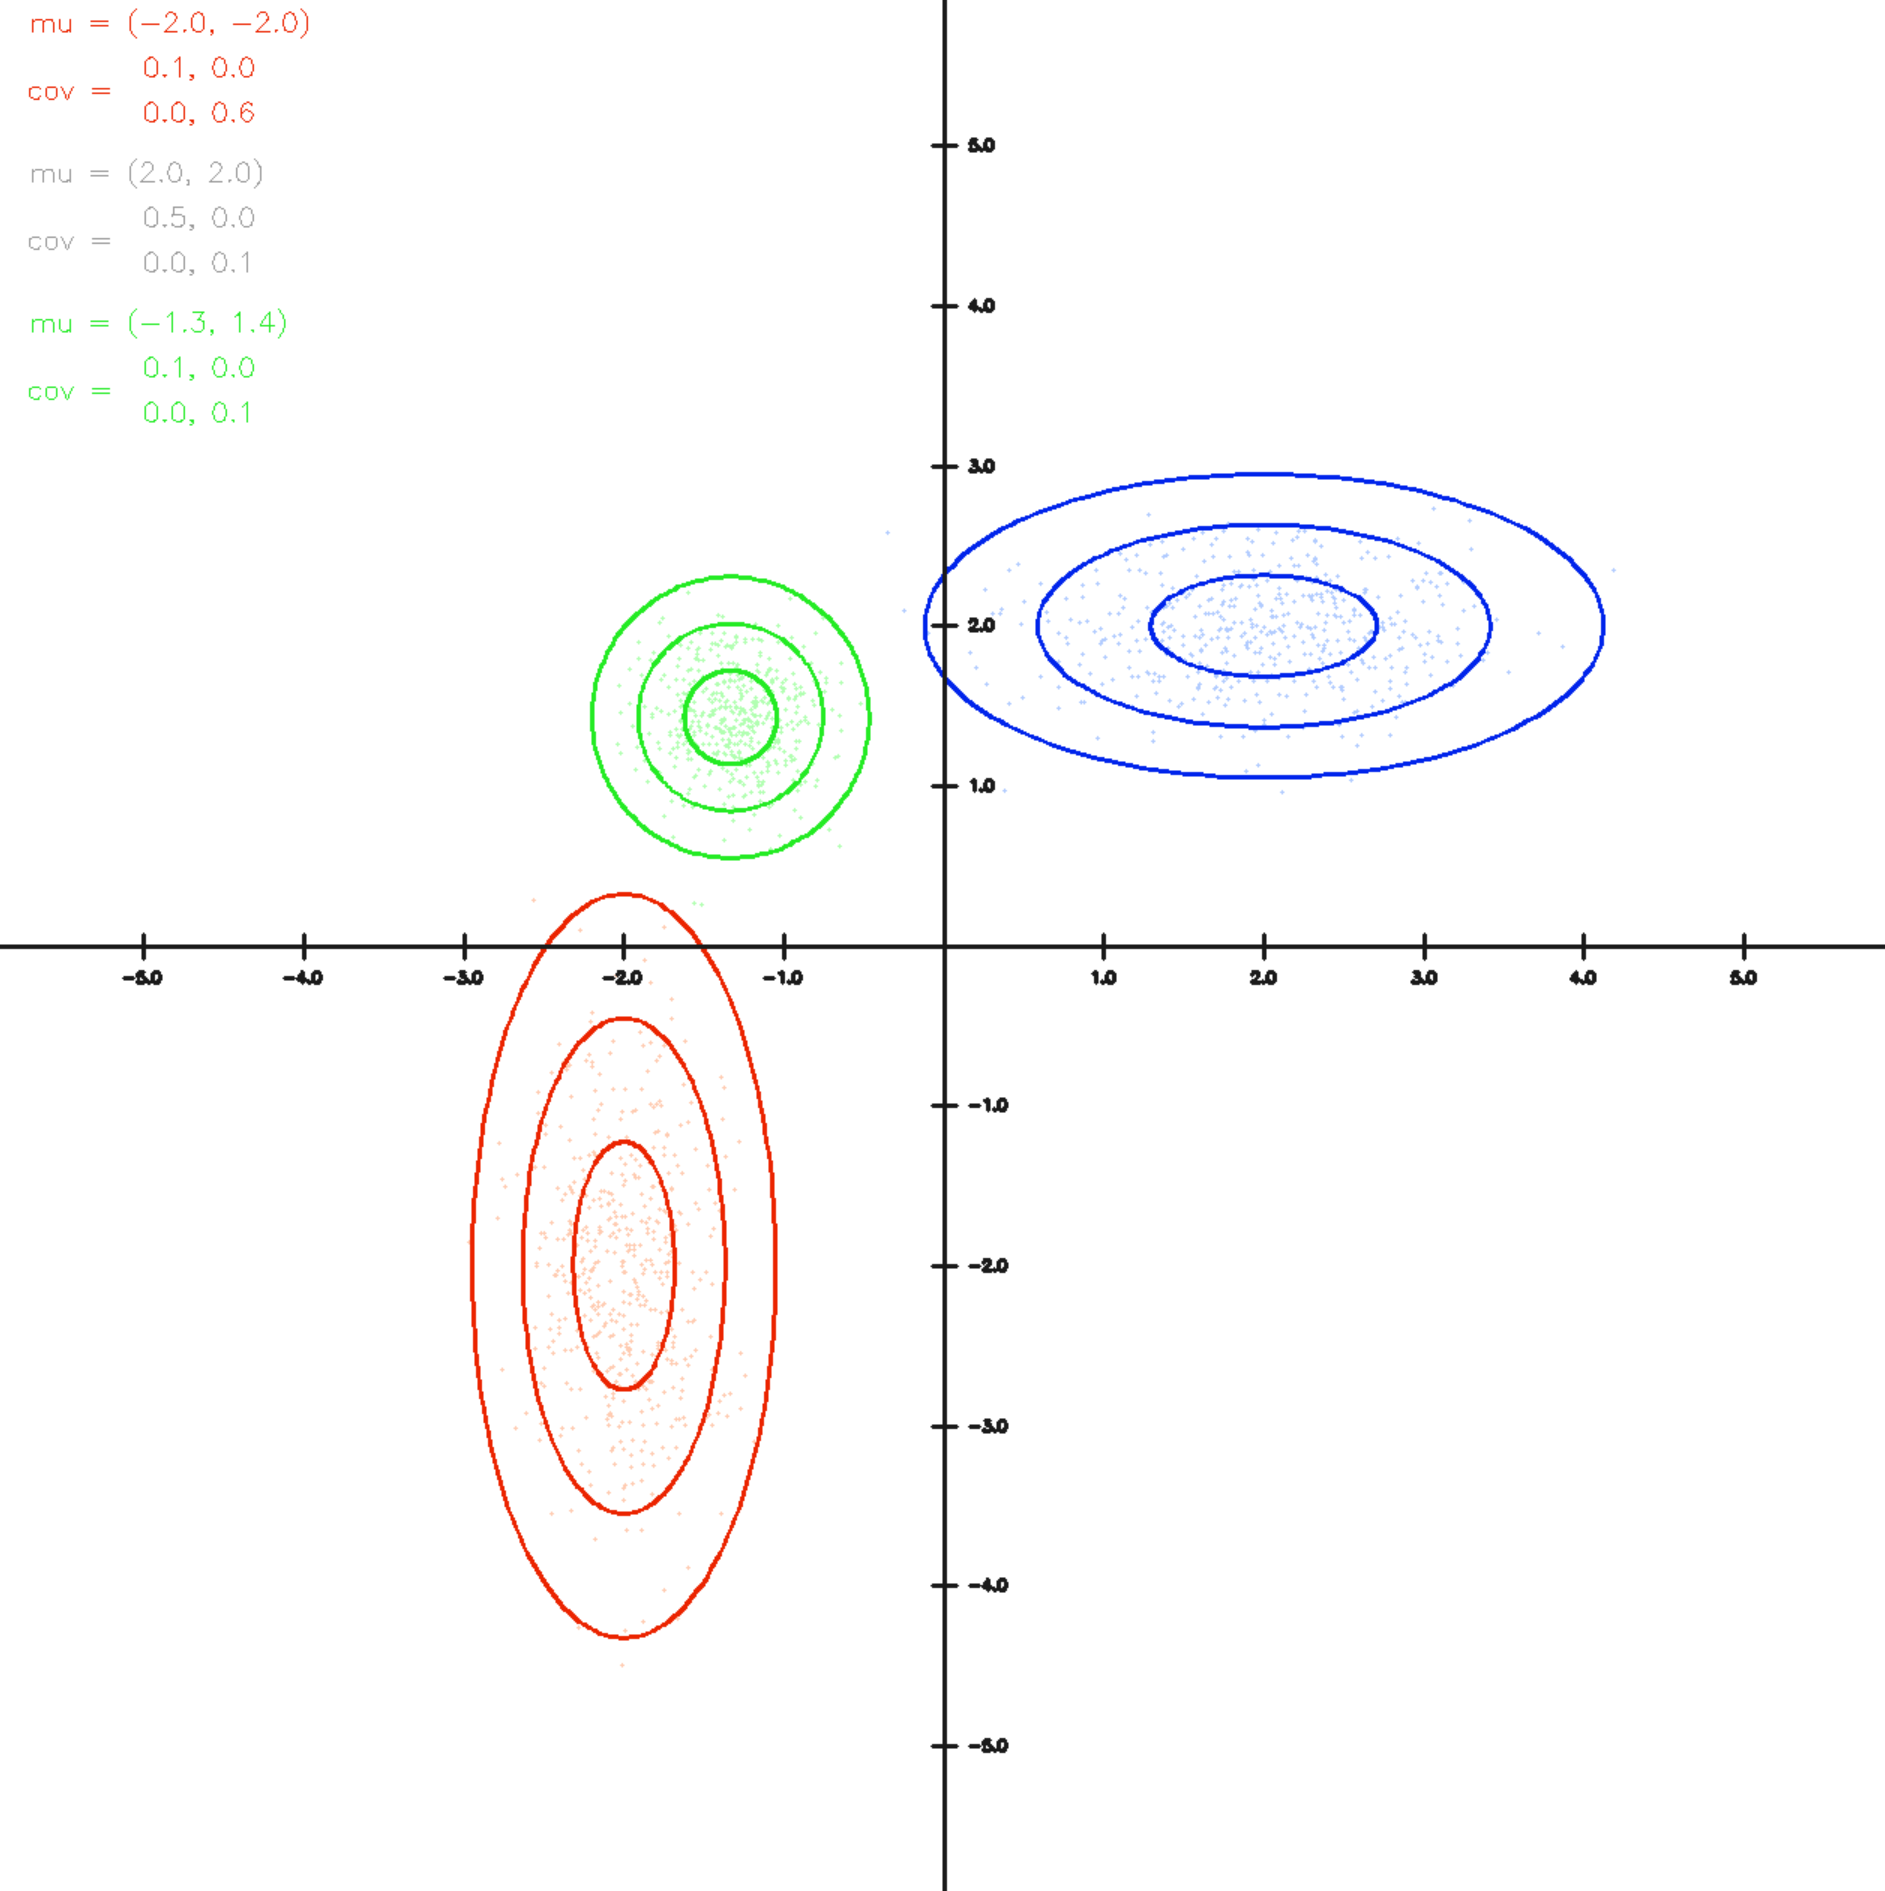 mu = (-2.0, -2.0)
0.1, 0.0
cov =
0.0, 0.6
mu = (2.0, 2.0)
0.5, 0.0
cov =
0.0, 0.1
mu = (-1.3, 1.4)
0.1, 0.0
cov =
0.0, 0.1
5.0
4.0
3.0
2.0
1.0
-5.0 -4.0 -3.0 -2.0 -1.0 1.0 2.0 3.0 4.0 5.0
-1.0
-2.0
-3.0
-4.0
-5.0